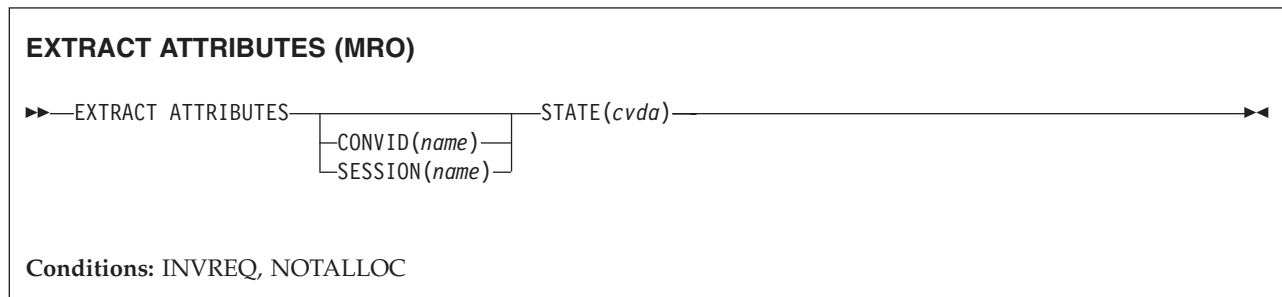 EXTRACT ATTRIBUTES (MRO)
EXTRACT ATTRIBUTES STATE(cvda)
CONVID(name)
SESSION(name)
Conditions: INVREQ, NOTALLOC